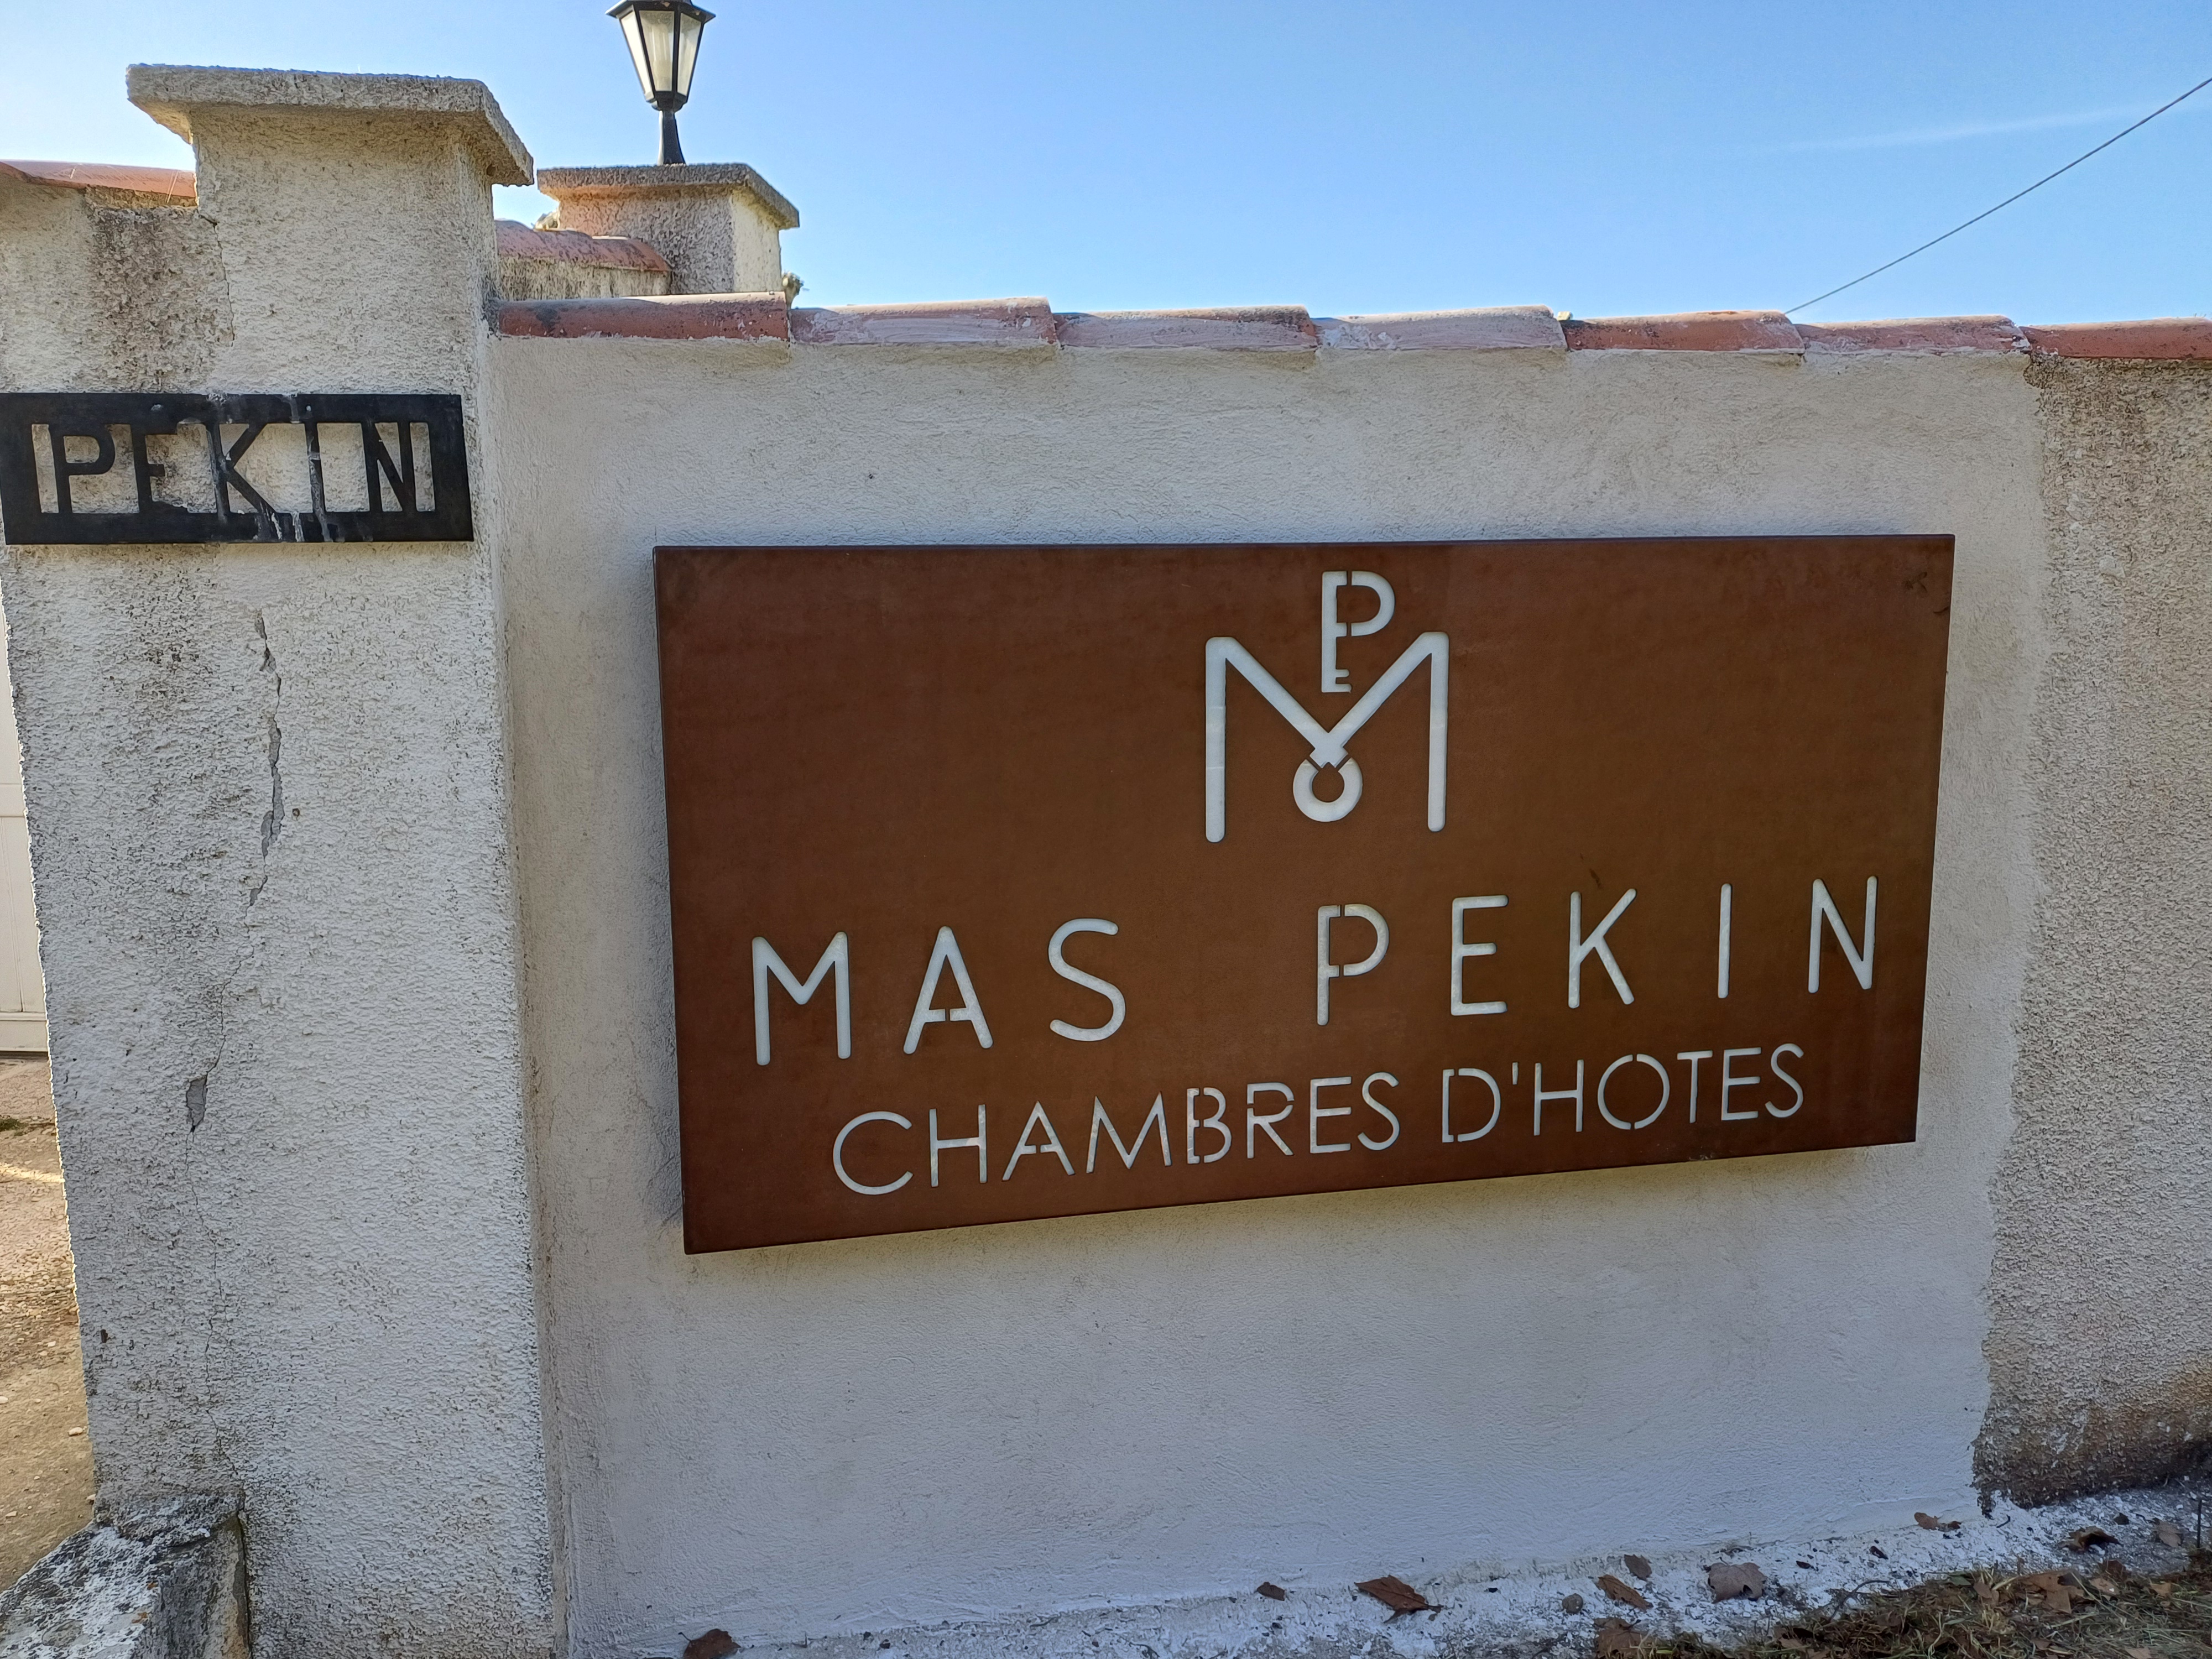 PEKIN
MAS PEKIN
CHAMBRES D'HOTES